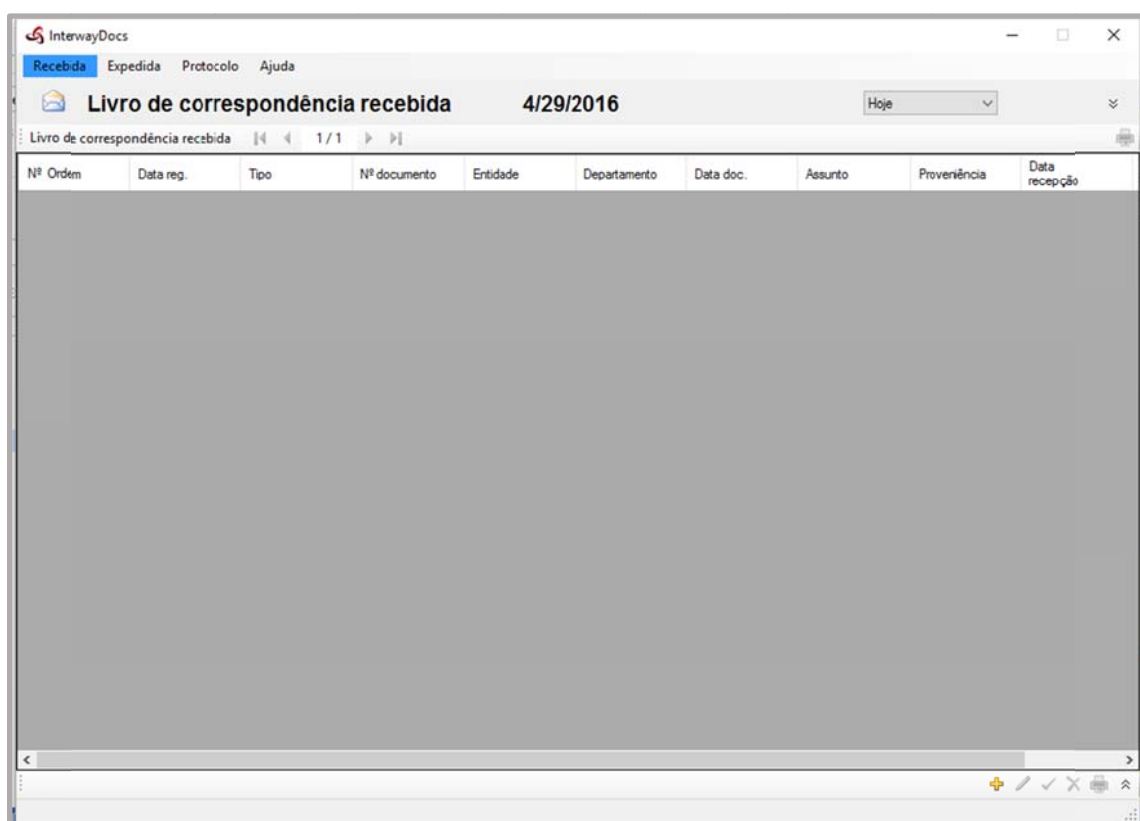 InterwayDocs
Recebida Expedida Protocolo Ajuda
Livro de correspondência recebida 4/29/2016 Hoje
Livro de correspondência recebida 1 / 1
Nº Ordem Data reg. Tipo Nº documento Entidade Departamento Data doc. Assunto Proveniência Data recepção